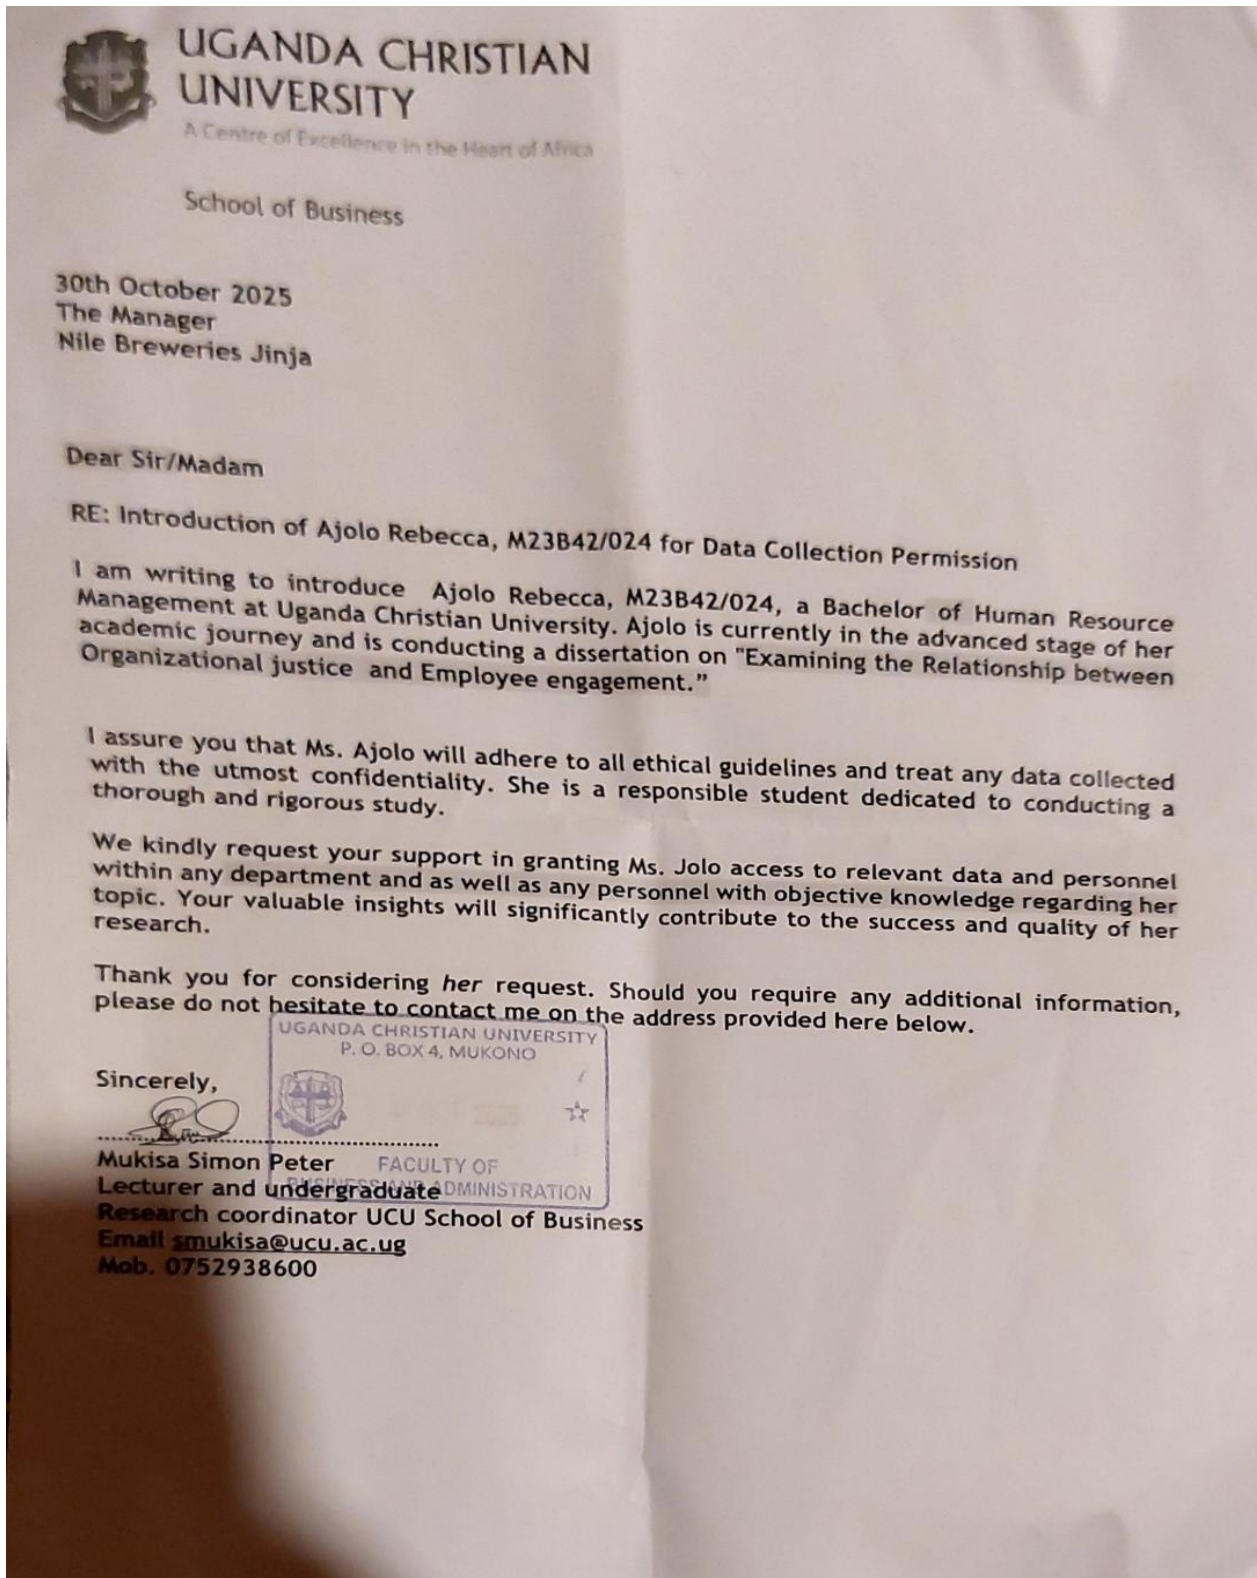 UGANDA CHRISTIAN
UNIVERSITY
A Centre of Excellence in the Heart of Africa
School of Business
30th October 2025
The Manager
Nile Breweries Jinja
Dear Sir/Madam
RE: Introduction of Ajolo Rebecca, M23B42/024 for Data Collection Permission
I am writing to introduce Ajolo Rebecca, M23B42/024, a Bachelor of Human Resource
Management at Uganda Christian University. Ajolo is currently in the advanced stage of her
academic journey and is conducting a dissertation on "Examining the Relationship between
Organizational justice and Employee engagement.”
I assure you that Ms. Ajolo will adhere to all ethical guidelines and treat any data collected
with the utmost confidentiality. She is a responsible student dedicated to conducting a
thorough and rigorous study.
We kindly request your support in granting Ms. Jolo access to relevant data and personnel
within any department and as well as any personnel with objective knowledge regarding her
topic. Your valuable insights will significantly contribute to the success and quality of her
research.
Thank you for considering her request. Should you require any additional information,
please do not hesitate to contact me on the address provided here below.
UGANDA CHRISTIAN UNIVERSITY
P. O. BOX 4, MUKONO
Sincerely,
Mukisa Simon Peter
FACULTY OF
BUSINESS AND ADMINISTRATION
Lecturer and undergraduate
Research coordinator UCU School of Business
Email smukisa@ucu.ac.ug
Mob. 0752938600